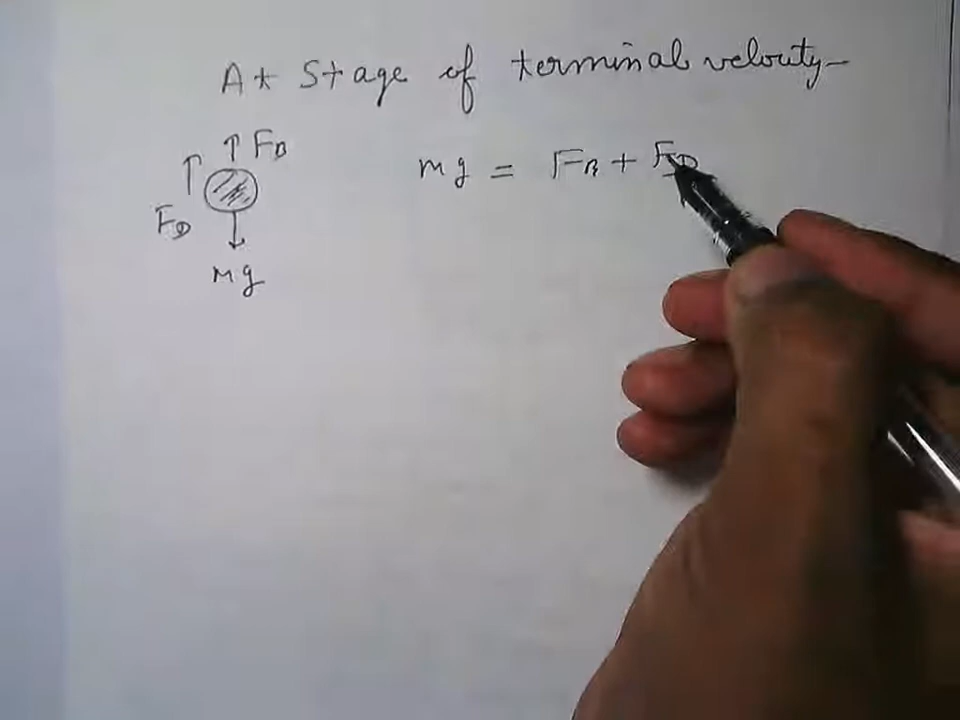 At Stage of terminal velocity-
↑ FB
mg = FB + FD
↑
FD
mg